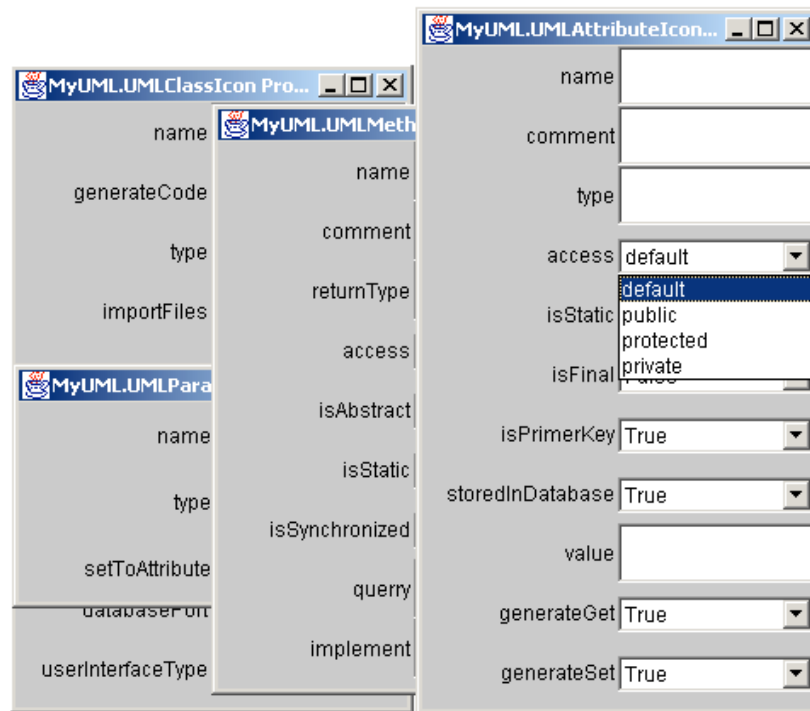 MyUML.UMLClassIcon Pro...
name
generateCode
type
importFiles
MyUML.UMLPara
name
type
setToAttribute
databasePort
userInterfaceType
MyUML.UMLMeth
name
comment
returnType
access
isAbstract
isStatic
isSynchronized
querry
implement
MyUML.UMLAttributeIcon...
name
comment
type
access default
default
isStatic public
protected
private
isFinal False
isPrimerKey True
storedInDatabase True
value
generateGet True
generateSet True